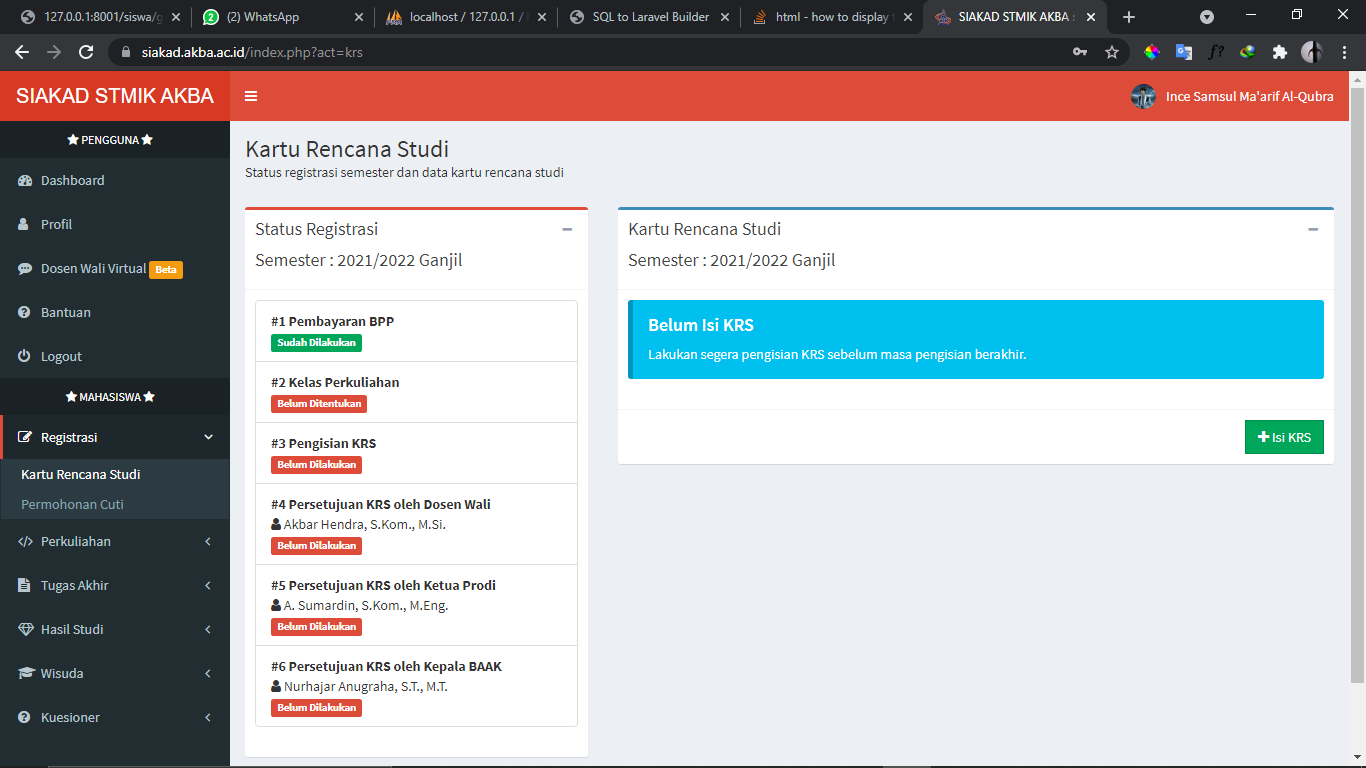 127.0.0.1:8001/siswa/g
(2) WhatsApp
localhost / 127.0.0.1 /
SQL to Laravel Builder
html - how to display
SIAKAD STMIK AKBA :
siakad.akba.ac.id/index.php?act=krs
SIAKAD STMIK AKBA
Ince Samsul Ma'arif Al-Qubra
PENGGUNA
Dashboard
Profil
Dosen Wali Virtual Beta
Bantuan
Logout
MAHASISWA
Registrasi
Kartu Rencana Studi
Permohonan Cuti
Perkuliahan
Tugas Akhir
Hasil Studi
Wisuda
Kuesioner
Kartu Rencana Studi
Status registrasi semester dan data kartu rencana studi
Status Registrasi
Semester : 2021/2022 Ganjil
#1 Pembayaran BPP
Sudah Dilakukan
#2 Kelas Perkuliahan
Belum Ditentukan
#3 Pengisian KRS
Belum Dilakukan
#4 Persetujuan KRS oleh Dosen Wali
Akbar Hendra, S.Kom., M.Si.
Belum Dilakukan
#5 Persetujuan KRS oleh Ketua Prodi
A. Sumardin, S.Kom., M.Eng.
Belum Dilakukan
#6 Persetujuan KRS oleh Kepala BAAK
Nurhajar Anugraha, S.T., M.T.
Belum Dilakukan
Kartu Rencana Studi
Semester : 2021/2022 Ganjil
Belum Isi KRS
Lakukan segera pengisian KRS sebelum masa pengisian berakhir.
Isi KRS